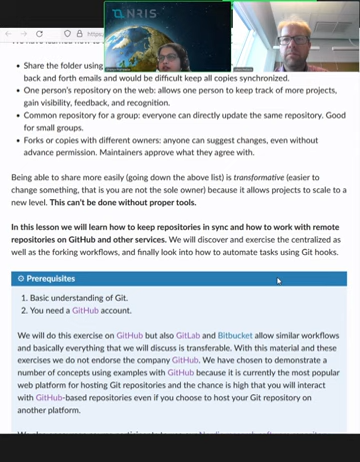 NRIS
https
Share the folder using
back and forth emails and would be difficult keep all copies synchronized.
One person's repository on the web: allows one person to keep track of more projects,
gain visibility, feedback, and recognition.
Common repository for a group: everyone can directly update the same repository. Good
for small groups.
Forks or copies with different owners: anyone can suggest changes, even without
advance permission. Maintainers approve what they agree with.
Being able to share more easily (going down the above list) is transformative (easier to
change something, that is you are not the sole owner) because it allows projects to scale to a
new level. This can't be done without proper tools.
In this lesson we will learn how to keep repositories in sync and how to work with remote
repositories on GitHub and other services. We will discover and exercise the centralized as
well as the forking workflows, and finally look into how to automate tasks using Git hooks.
Prerequisites
1. Basic understanding of Git.
2. You need a GitHub account.
We will do this exercise on GitHub but also GitLab and Bitbucket allow similar workflows
and basically everything that we will discuss is transferable. With this material and these
exercises we do not endorse the company GitHub. We have chosen to demonstrate a
number of concepts using examples with GitHub because it is currently the most popular
web platform for hosting Git repositories and the chance is high that you will interact
with GitHub-based repositories even if you choose to host your Git repository on
another platform.